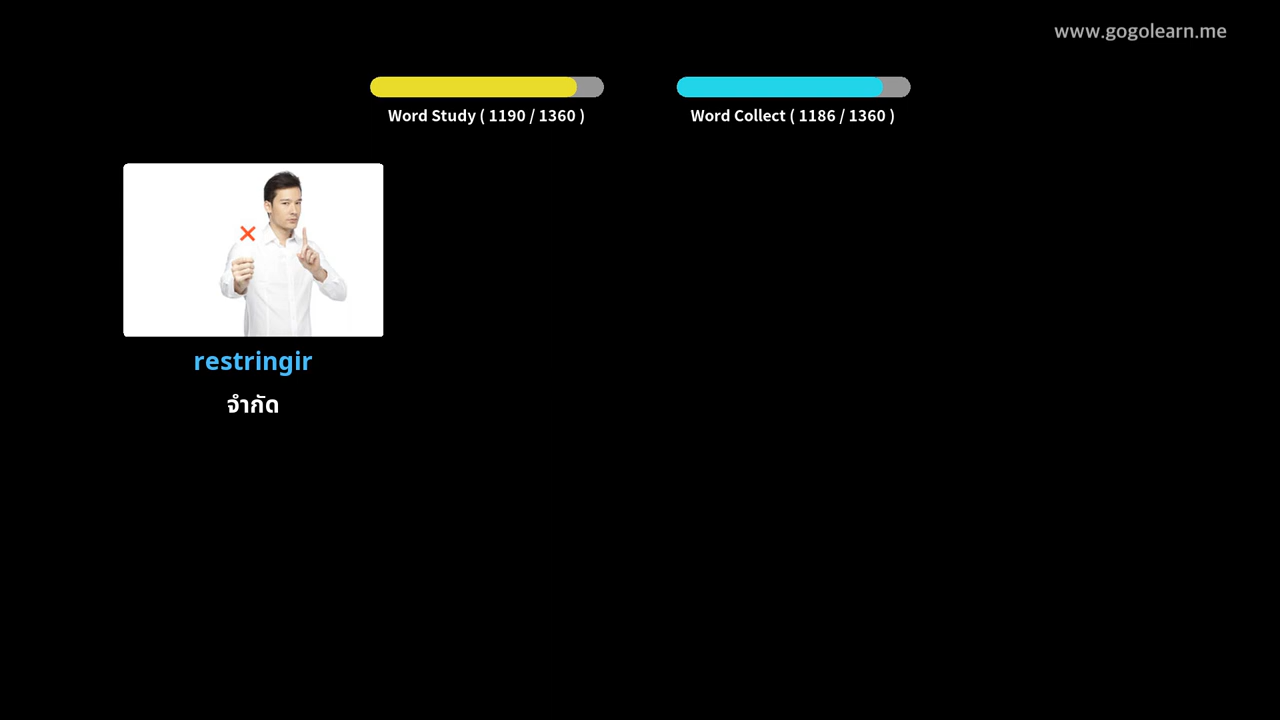 www.gogolearn.me
Word Study ( 1190 / 1360 )
Word Collect ( 1186 / 1360 )
restringir
จำกัด